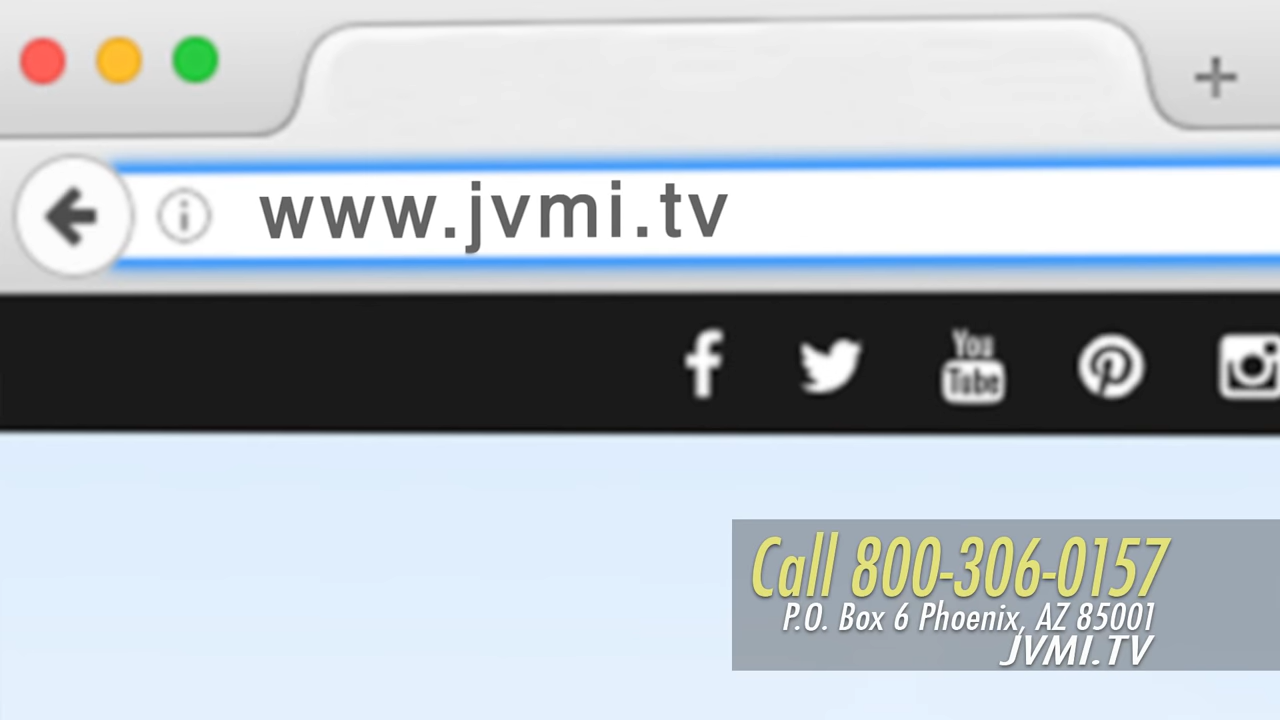 www.jvmi.tv
You
Tube
Call 800-306-0157
P.O. Box 6 Phoenix, AZ 85001
JVMI.TV